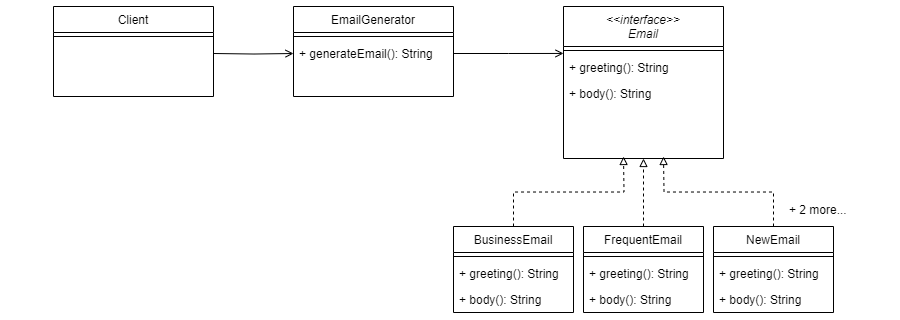 Client
EmailGenerator
+ generateEmail(): String
<<interface>>
Email
+ greeting(): String
+ body(): String
+ 2 more...
BusinessEmail
+ greeting(): String
+ body(): String
FrequentEmail
+ greeting(): String
+ body(): String
NewEmail
+ greeting(): String
+ body(): String